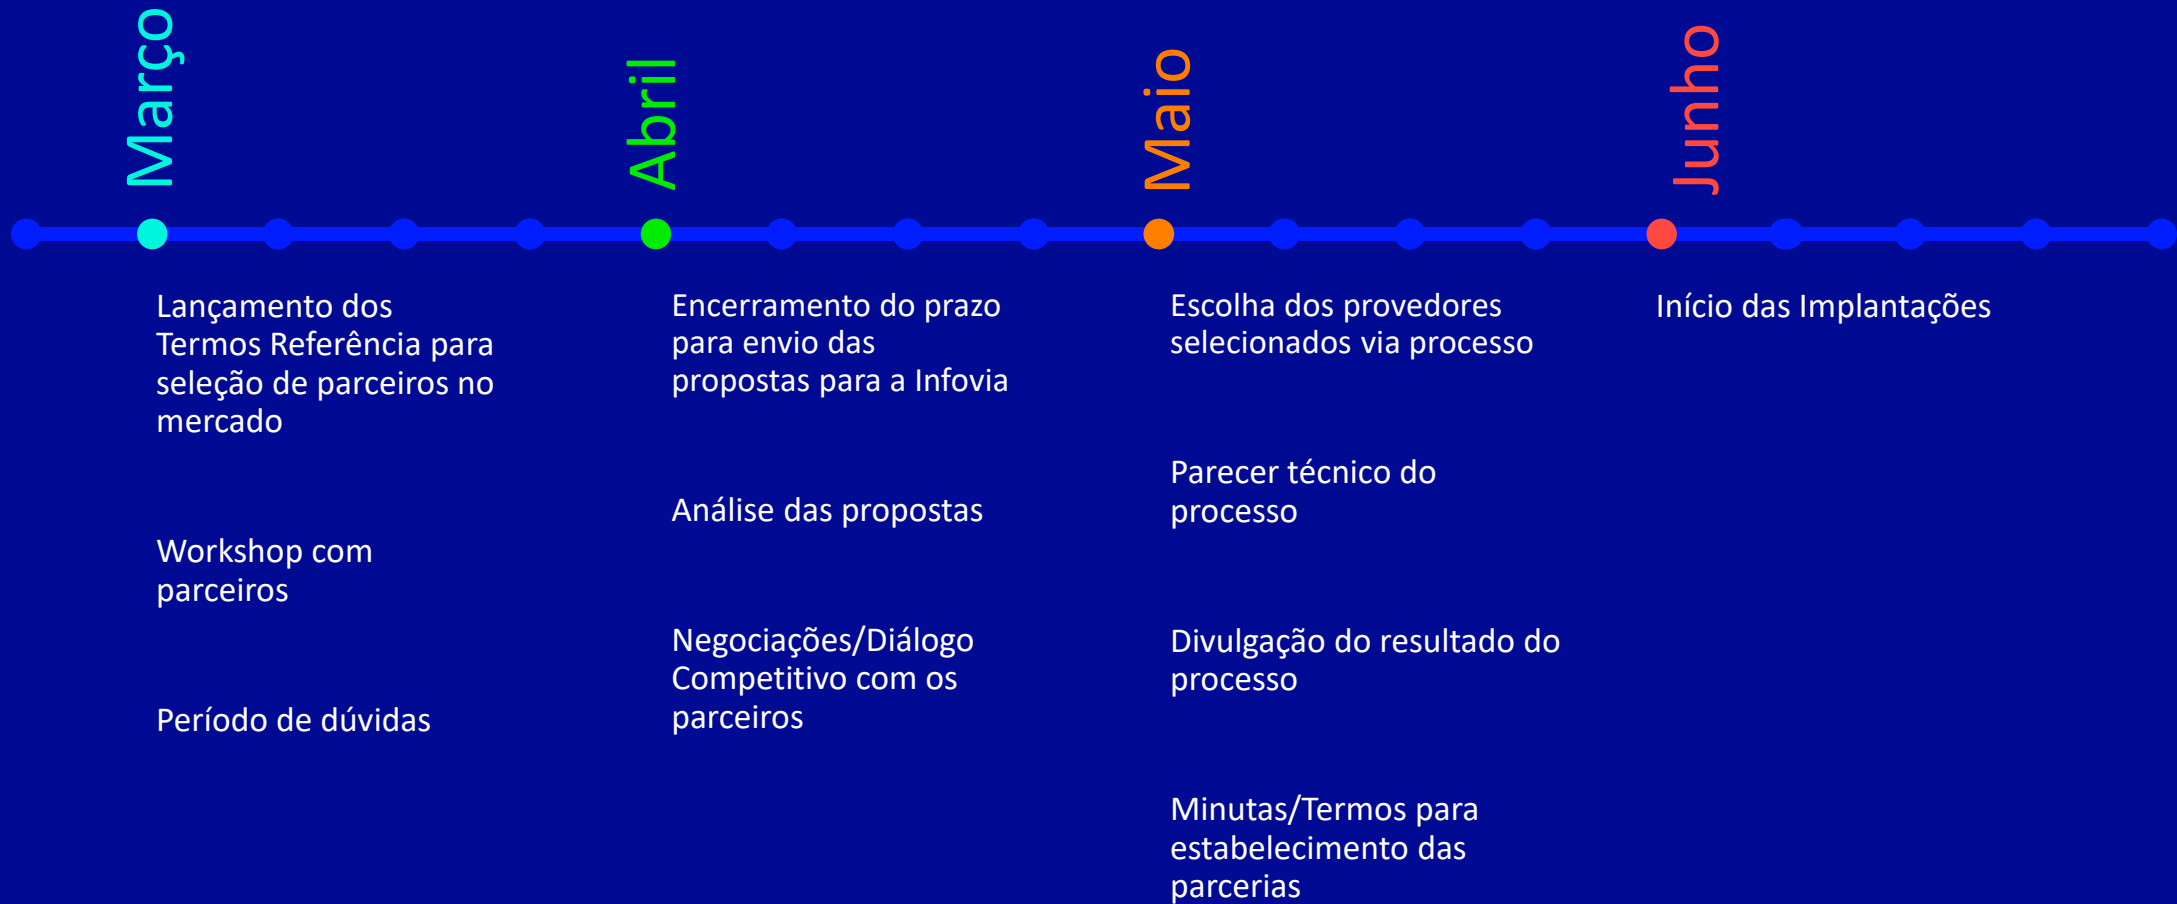 Março
Lançamento dos
Termos Referência para
seleção de parceiros no
mercado
Workshop com
parceiros
Período de dúvidas
Abril
Encerramento do prazo
para envio das
propostas para a Infovia
Análise das propostas
Negociações/Diálogo
Competitivo com os
parceiros
Maio
Escolha dos provedores
selecionados via processo
Parecer técnico do
processo
Divulgação do resultado do
processo
Minutas/Termos para
estabelecimento das
parcerias
Junho
Início das Implantações